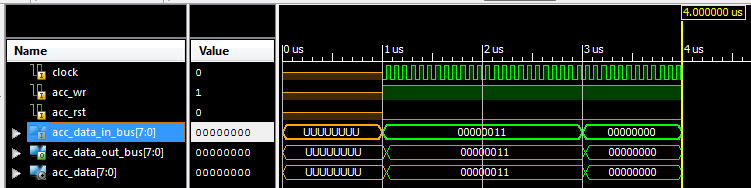 4.000000 us
Name Value 0 us 1 us 2 us 3 us 4 us
clock 0
acc_wr 1
acc_rst 0
acc_data_in_bus[7:0] 00000000 UUUUUUUU 00000011 00000000
acc_data_out_bus[7:0] 00000000 UUUUUUUU 00000011 00000000
acc_data[7:0] 00000000 UUUUUUUU 00000011 00000000